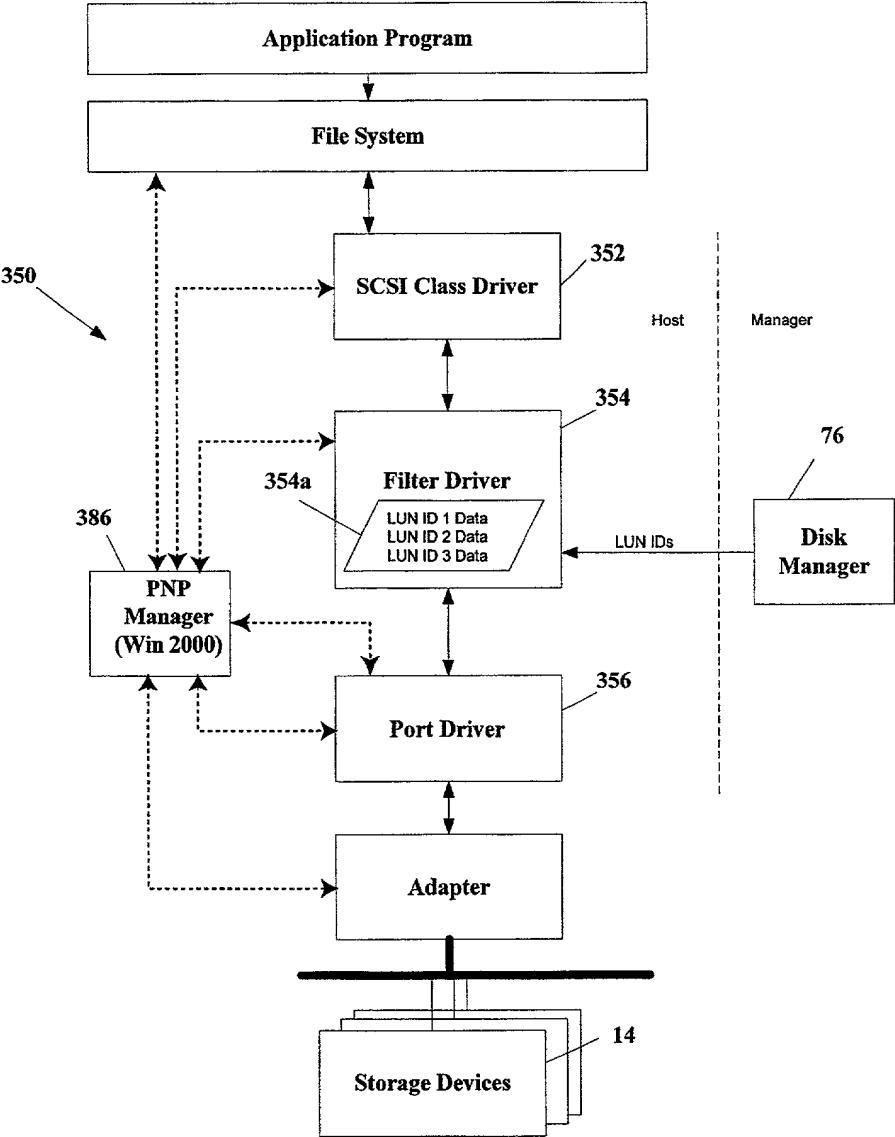 Application Program
File System
350
352
SCSI Class Driver
Host
Manager
354
76
354a
Filter Driver
LUN ID 1 Data
LUN ID 2 Data
LUN ID 3 Data
386
LUN IDs
Disk
Manager
PNP
Manager
(Win 2000)
356
Port Driver
Adapter
14
Storage Devices